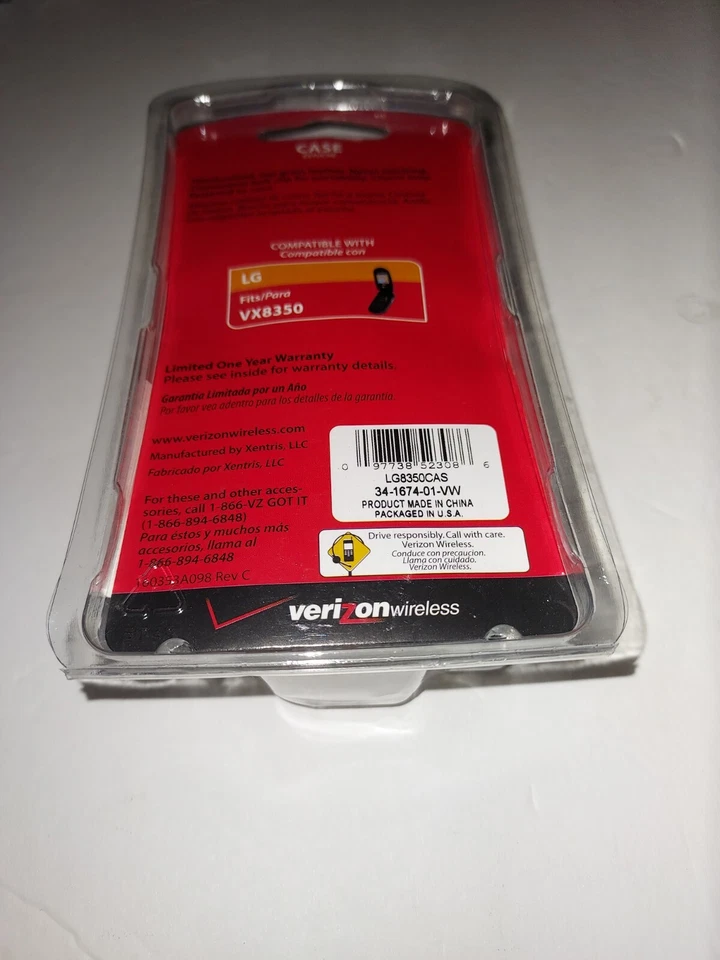 CASE
COMPATIBLE WITH
Compatible con
LG
Fits/Para
VX8350
Limited One Year Warranty
Please see inside for warranty details.
Garantía Limitada por un Año
Por favor vea adentro para los detalles de la garantía.
www.verizonwireless.com
Manufactured by Xentris, LLC
Fabricado por Xentris, LLC
For these and other acces-
sories, call 1-866-VZ GOT IT
(1-866-894-6848)
Para éstos y muchos más
accesorios, llama al
1-866-894-6848
Rev C
0 97738 52308 6
LG8350CAS
34-1674-01-VW
PRODUCT MADE IN CHINA
PACKAGED IN U.S.A.
Drive responsibly. Call with care.
Verizon Wireless.
Conduce con precaucion.
Llama con cuidado.
Verizon Wireless.
verizonwireless